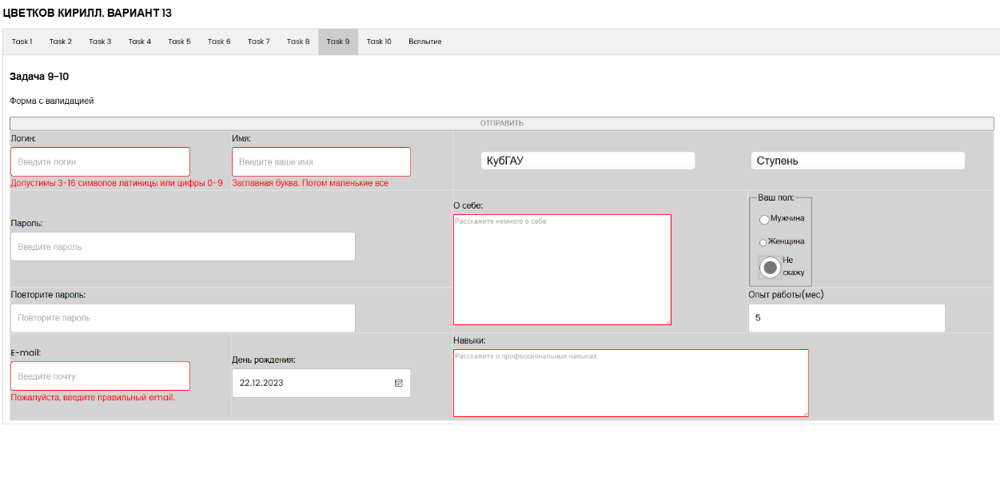 ЦВЕТКОВ КИРИЛЛ. ВАРИАНТ 13
Task 1 Task 2 Task 3 Task 4 Task 5 Task 6 Task 7 Task 8 Task 9 Task 10 Всплытие
Задача 9-10
Форма с валидацией
ОТПРАВИТЬ
Логин:
Введите логин
Допустимы 3-16 символов латиницы или цифры 0-9
Имя:
Введите ваше имя
Заглавная буква. Потом маленькие все
КубГАУ
Ступень
Пароль:
Введите пароль
О себе:
Расскажите немного о себе
Ваш пол:
Мужчина
Женщина
Не
скажу
Повторите пароль:
Повторите пароль
Опыт работы(мес)
5
E-mail:
Введите почту
Пожалуйста, введите правильный email.
День рождения:
22.12.2023
Навыки:
Расскажите о профессиональных навыках